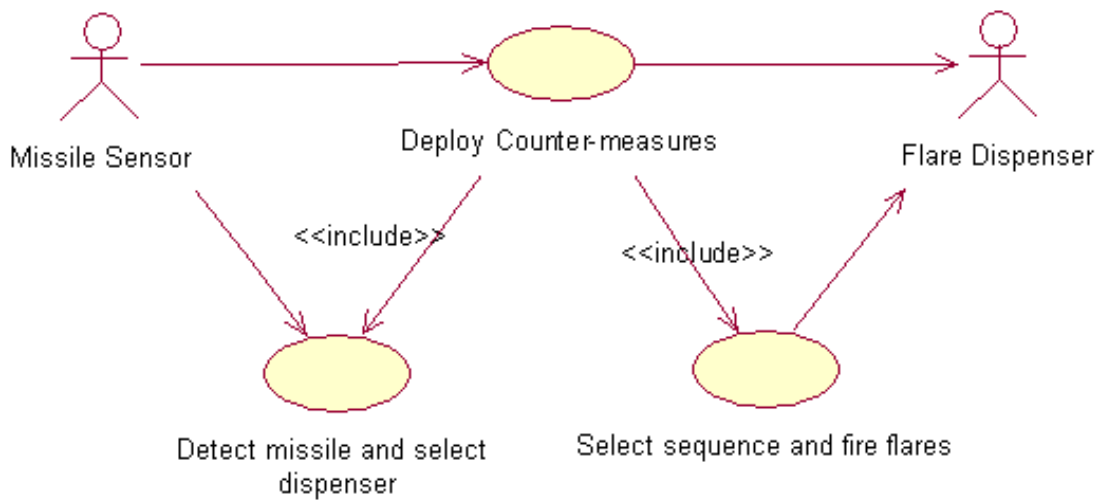 Missile Sensor
Deploy Counter-measures
Flare Dispenser
<<include>>
<<include>>
Detect missile and select
dispenser
Select sequence and fire flares